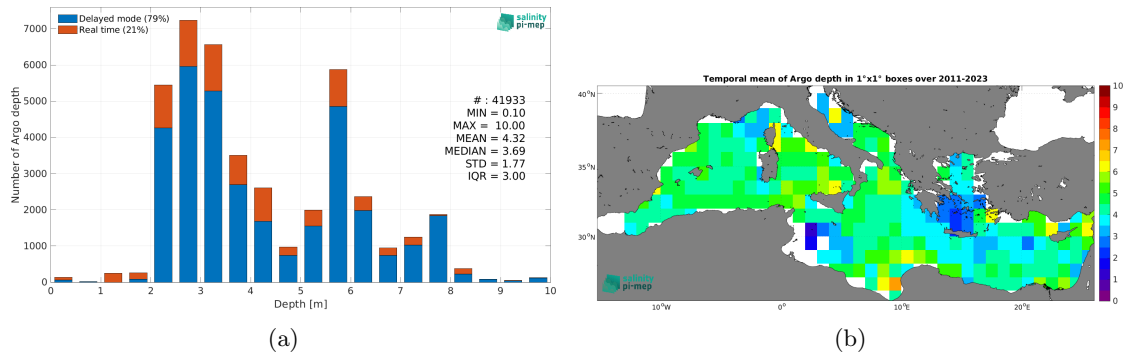 Delayed mode (79%)
Real time (21%)
salinity
pi-mep
7000
6000
5000
4000
3000
2000
1000
0
Number of Argo depth
# : 41933
MIN = 0.10
MAX = 10.00
MEAN = 4.32
MEDIAN = 3.69
STD = 1.77
IQR = 3.00
0 1 2 3 4 5 6 7 8 9 10
Depth [m]
(a)
Temporal mean of Argo depth in 1°x1° boxes over 2011-2023
40°N
35°N
30°N
10°W 0° 10°E 20°E
salinity
pi-mep
10
9
8
7
6
5
4
3
2
1
0
(b)